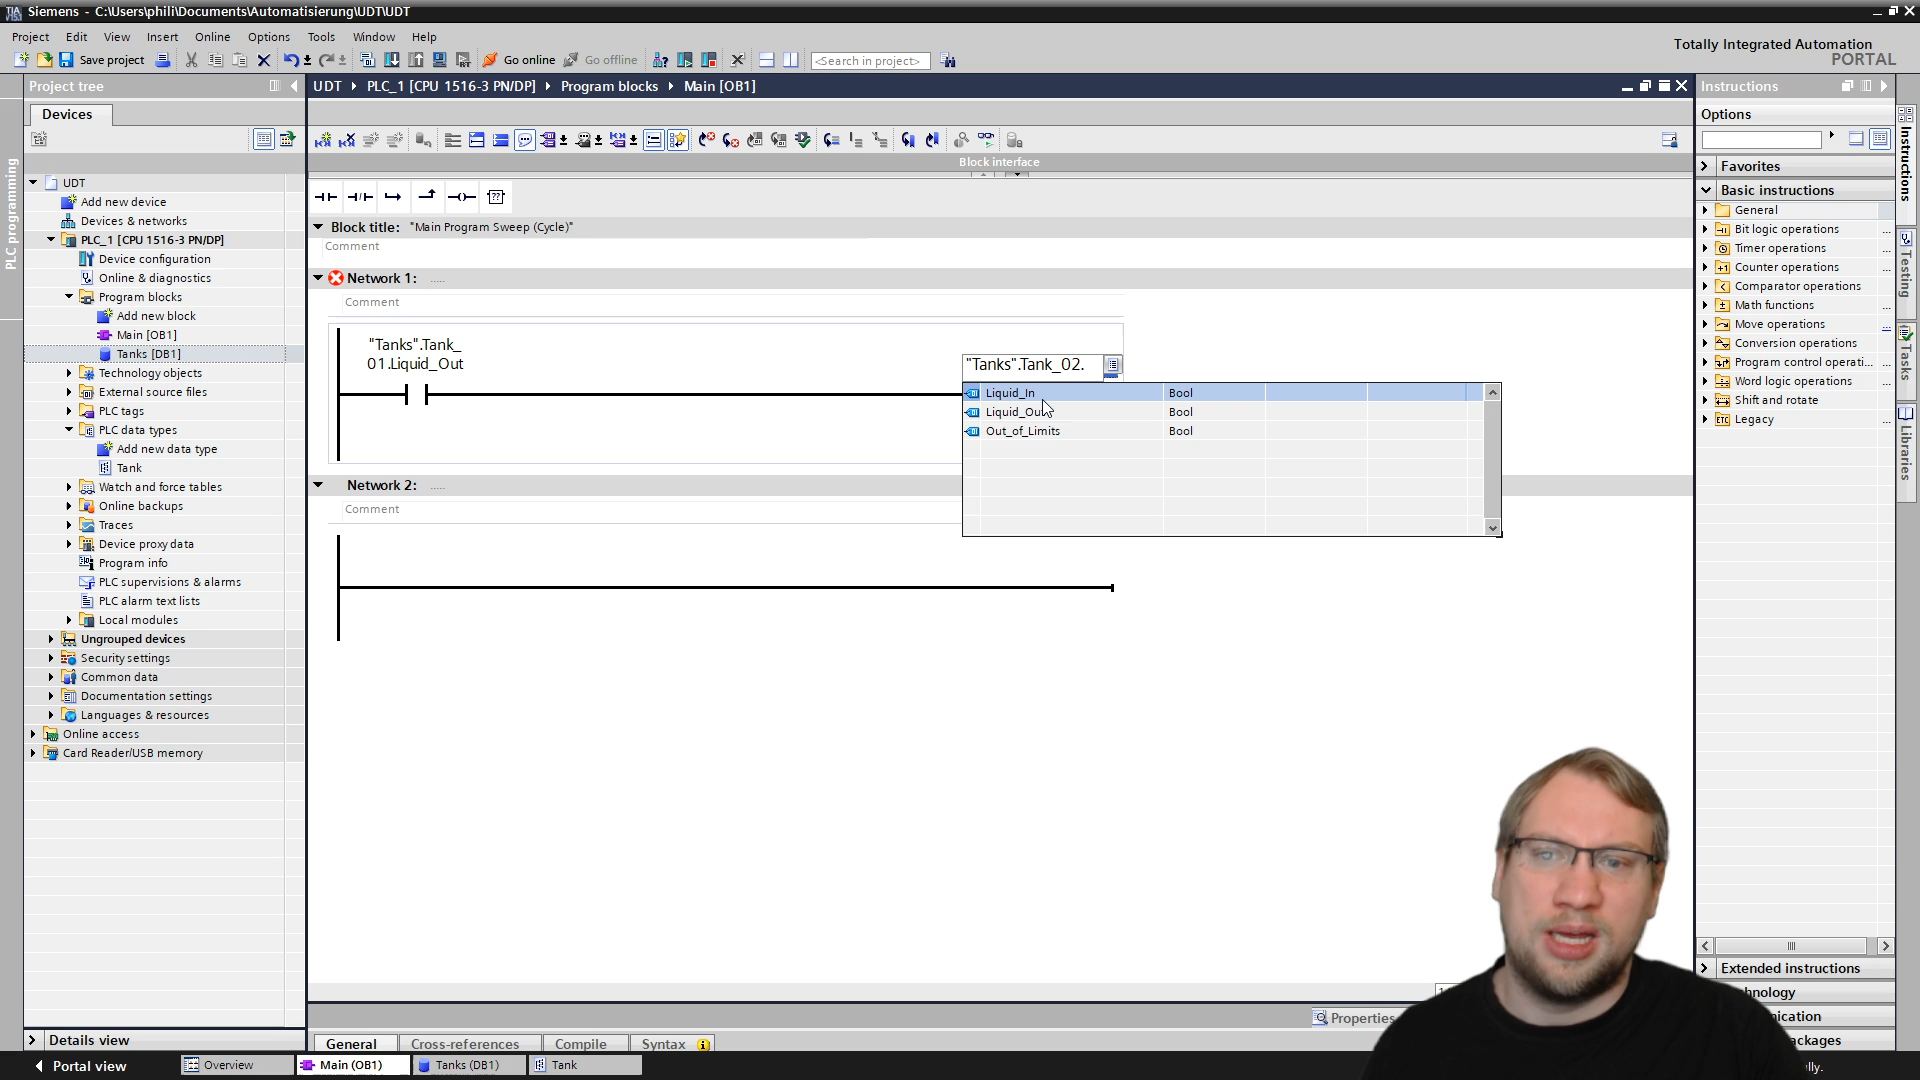 Siemens - C:\Users\phili\Documents\Automatisierung\UDT\UDT
Project Edit View Insert Online Options Tools Window Help
Totally Integrated Automation
PORTAL
Save project
Go online
Go offline
<Search in project>
Project tree
UDT PLC_1 [CPU 1516-3 PN/DP] Program blocks Main [OB1]
Instructions
Devices
Options
Block interface
PLC programming
UDT
Add new device
Devices & networks
PLC_1 [CPU 1516-3 PN/DP]
Device configuration
Online & diagnostics
Program blocks
Add new block
Main [OB1]
Tanks [DB1]
Technology objects
External source files
PLC tags
PLC data types
Add new data type
Tank
Watch and force tables
Online backups
Traces
Device proxy data
Program info
PLC supervisions & alarms
PLC alarm text lists
Local modules
Ungrouped devices
Security settings
Common data
Documentation settings
Languages & resources
Online access
Card Reader/USB memory
Block title: "Main Program Sweep (Cycle)"
Comment
Network 1: .....
Comment
"Tanks".Tank_
01.Liquid_Out
"Tanks".Tank_02.
Liquid_In Bool
Liquid_Out Bool
Out_of_Limits Bool
Network 2: .....
Comment
Favorites
Basic instructions
General
Bit logic operations ...
Timer operations ...
Counter operations ...
Comparator operations ...
Math functions ...
Move operations ...
Conversion operations ...
Program control operati... ...
Word logic operations ...
Shift and rotate ...
Legacy ...
Extended instructions
Instructions
Testing
Tasks
Libraries
Properties
General Cross-references Compile Syntax
Details view
Portal view
Overview Main (OB1) Tanks (DB1) Tank